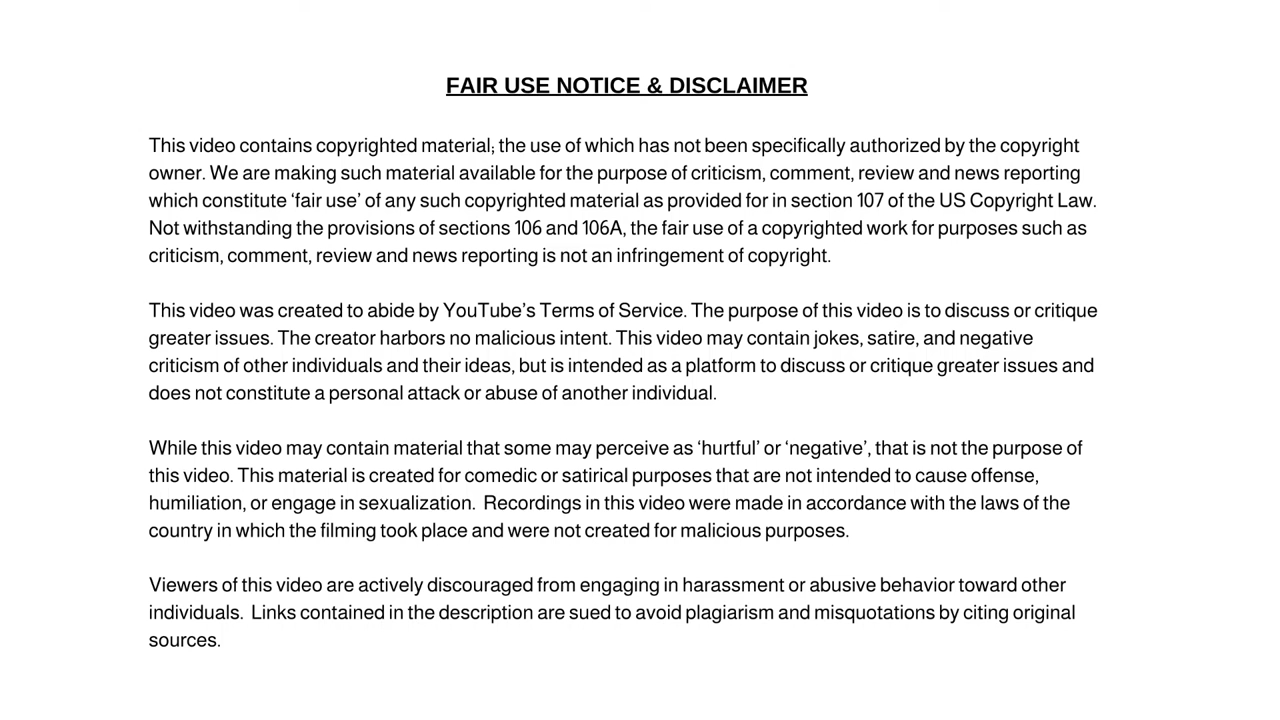 FAIR USE NOTICE & DISCLAIMER
This video contains copyrighted material; the use of which has not been specifically authorized by the copyright
owner. We are making such material available for the purpose of criticism, comment, review and news reporting
which constitute ‘fair use’ of any such copyrighted material as provided for in section 107 of the US Copyright Law.
Not withstanding the provisions of sections 106 and 106A, the fair use of a copyrighted work for purposes such as
criticism, comment, review and news reporting is not an infringement of copyright.
This video was created to abide by YouTube’s Terms of Service. The purpose of this video is to discuss or critique
greater issues. The creator harbors no malicious intent. This video may contain jokes, satire, and negative
criticism of other individuals and their ideas, but is intended as a platform to discuss or critique greater issues and
does not constitute a personal attack or abuse of another individual.
While this video may contain material that some may perceive as ‘hurtful’ or ‘negative’, that is not the purpose of
this video. This material is created for comedic or satirical purposes that are not intended to cause offense,
humiliation, or engage in sexualization.  Recordings in this video were made in accordance with the laws of the
country in which the filming took place and were not created for malicious purposes.
Viewers of this video are actively discouraged from engaging in harassment or abusive behavior toward other
individuals.  Links contained in the description are sued to avoid plagiarism and misquotations by citing original
sources.